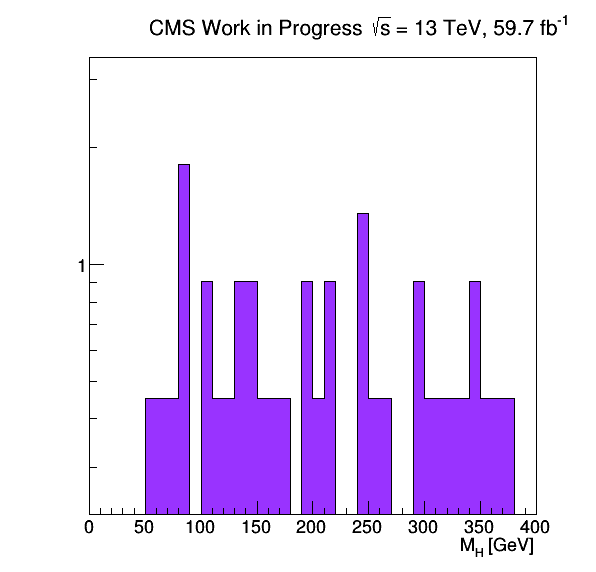 CMS Work in Progress √s = 13 TeV, 59.7 fb⁻¹
1
0 50 100 150 200 250 300 350 400
M_H [GeV]